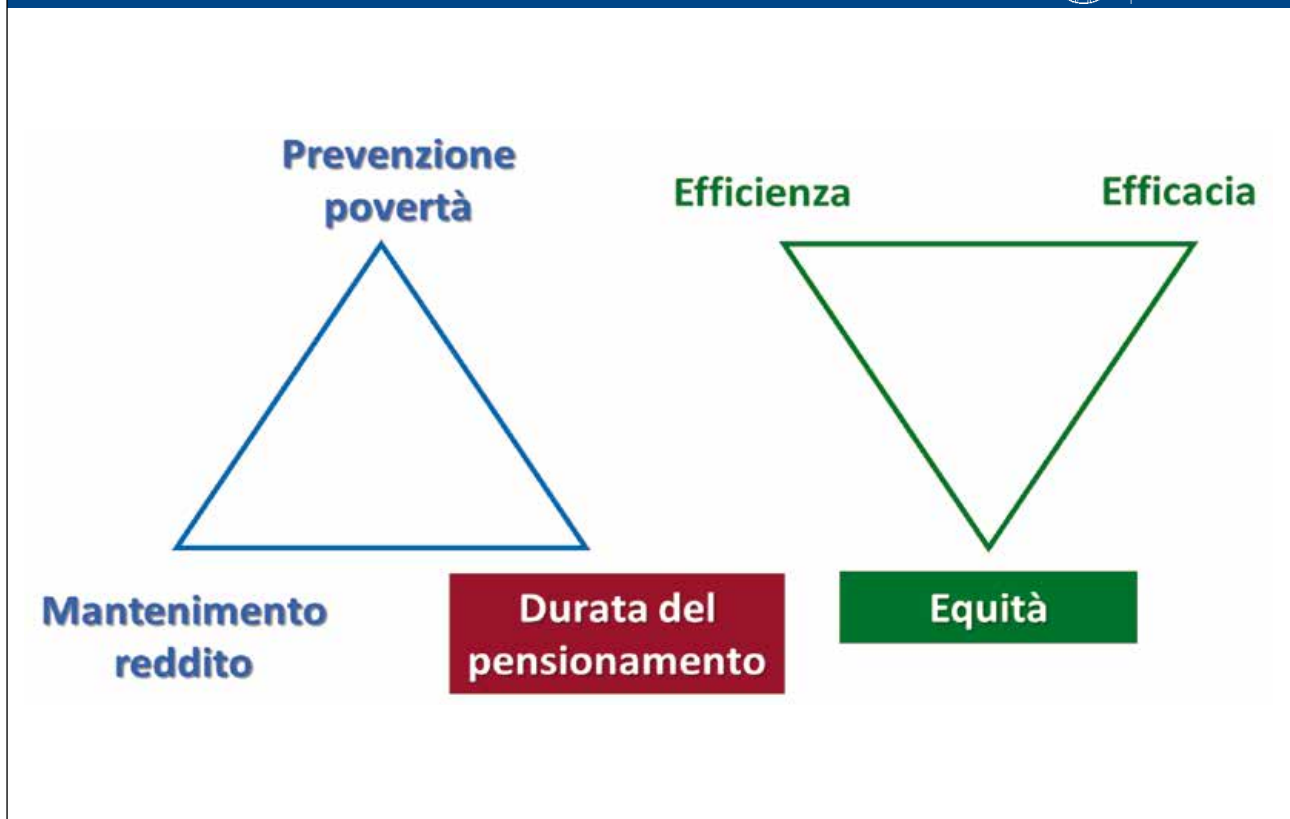 Prevenzione
povertà
Efficienza
Efficacia
Mantenimento
reddito
Durata del
pensionamento
Equità